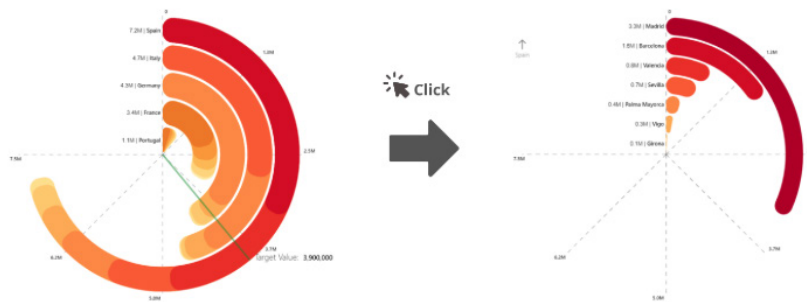 0
7.2M | Spain
4.7M | Italy
4.3M | Germany
3.4M | France
1.1M | Portugal
1.2M
2.5M
3.7M
5.0M
6.2M
7.5M
Target Value: 3,900,000
Click
0
3.3M | Madrid
1.6M | Barcelona
0.8M | Valencia
0.7M | Sevilla
0.4M | Palma Mayorca
0.3M | Vigo
0.1M | Girona
Spain
1.2M
3.7M
5.0M
6.2M
7.5M